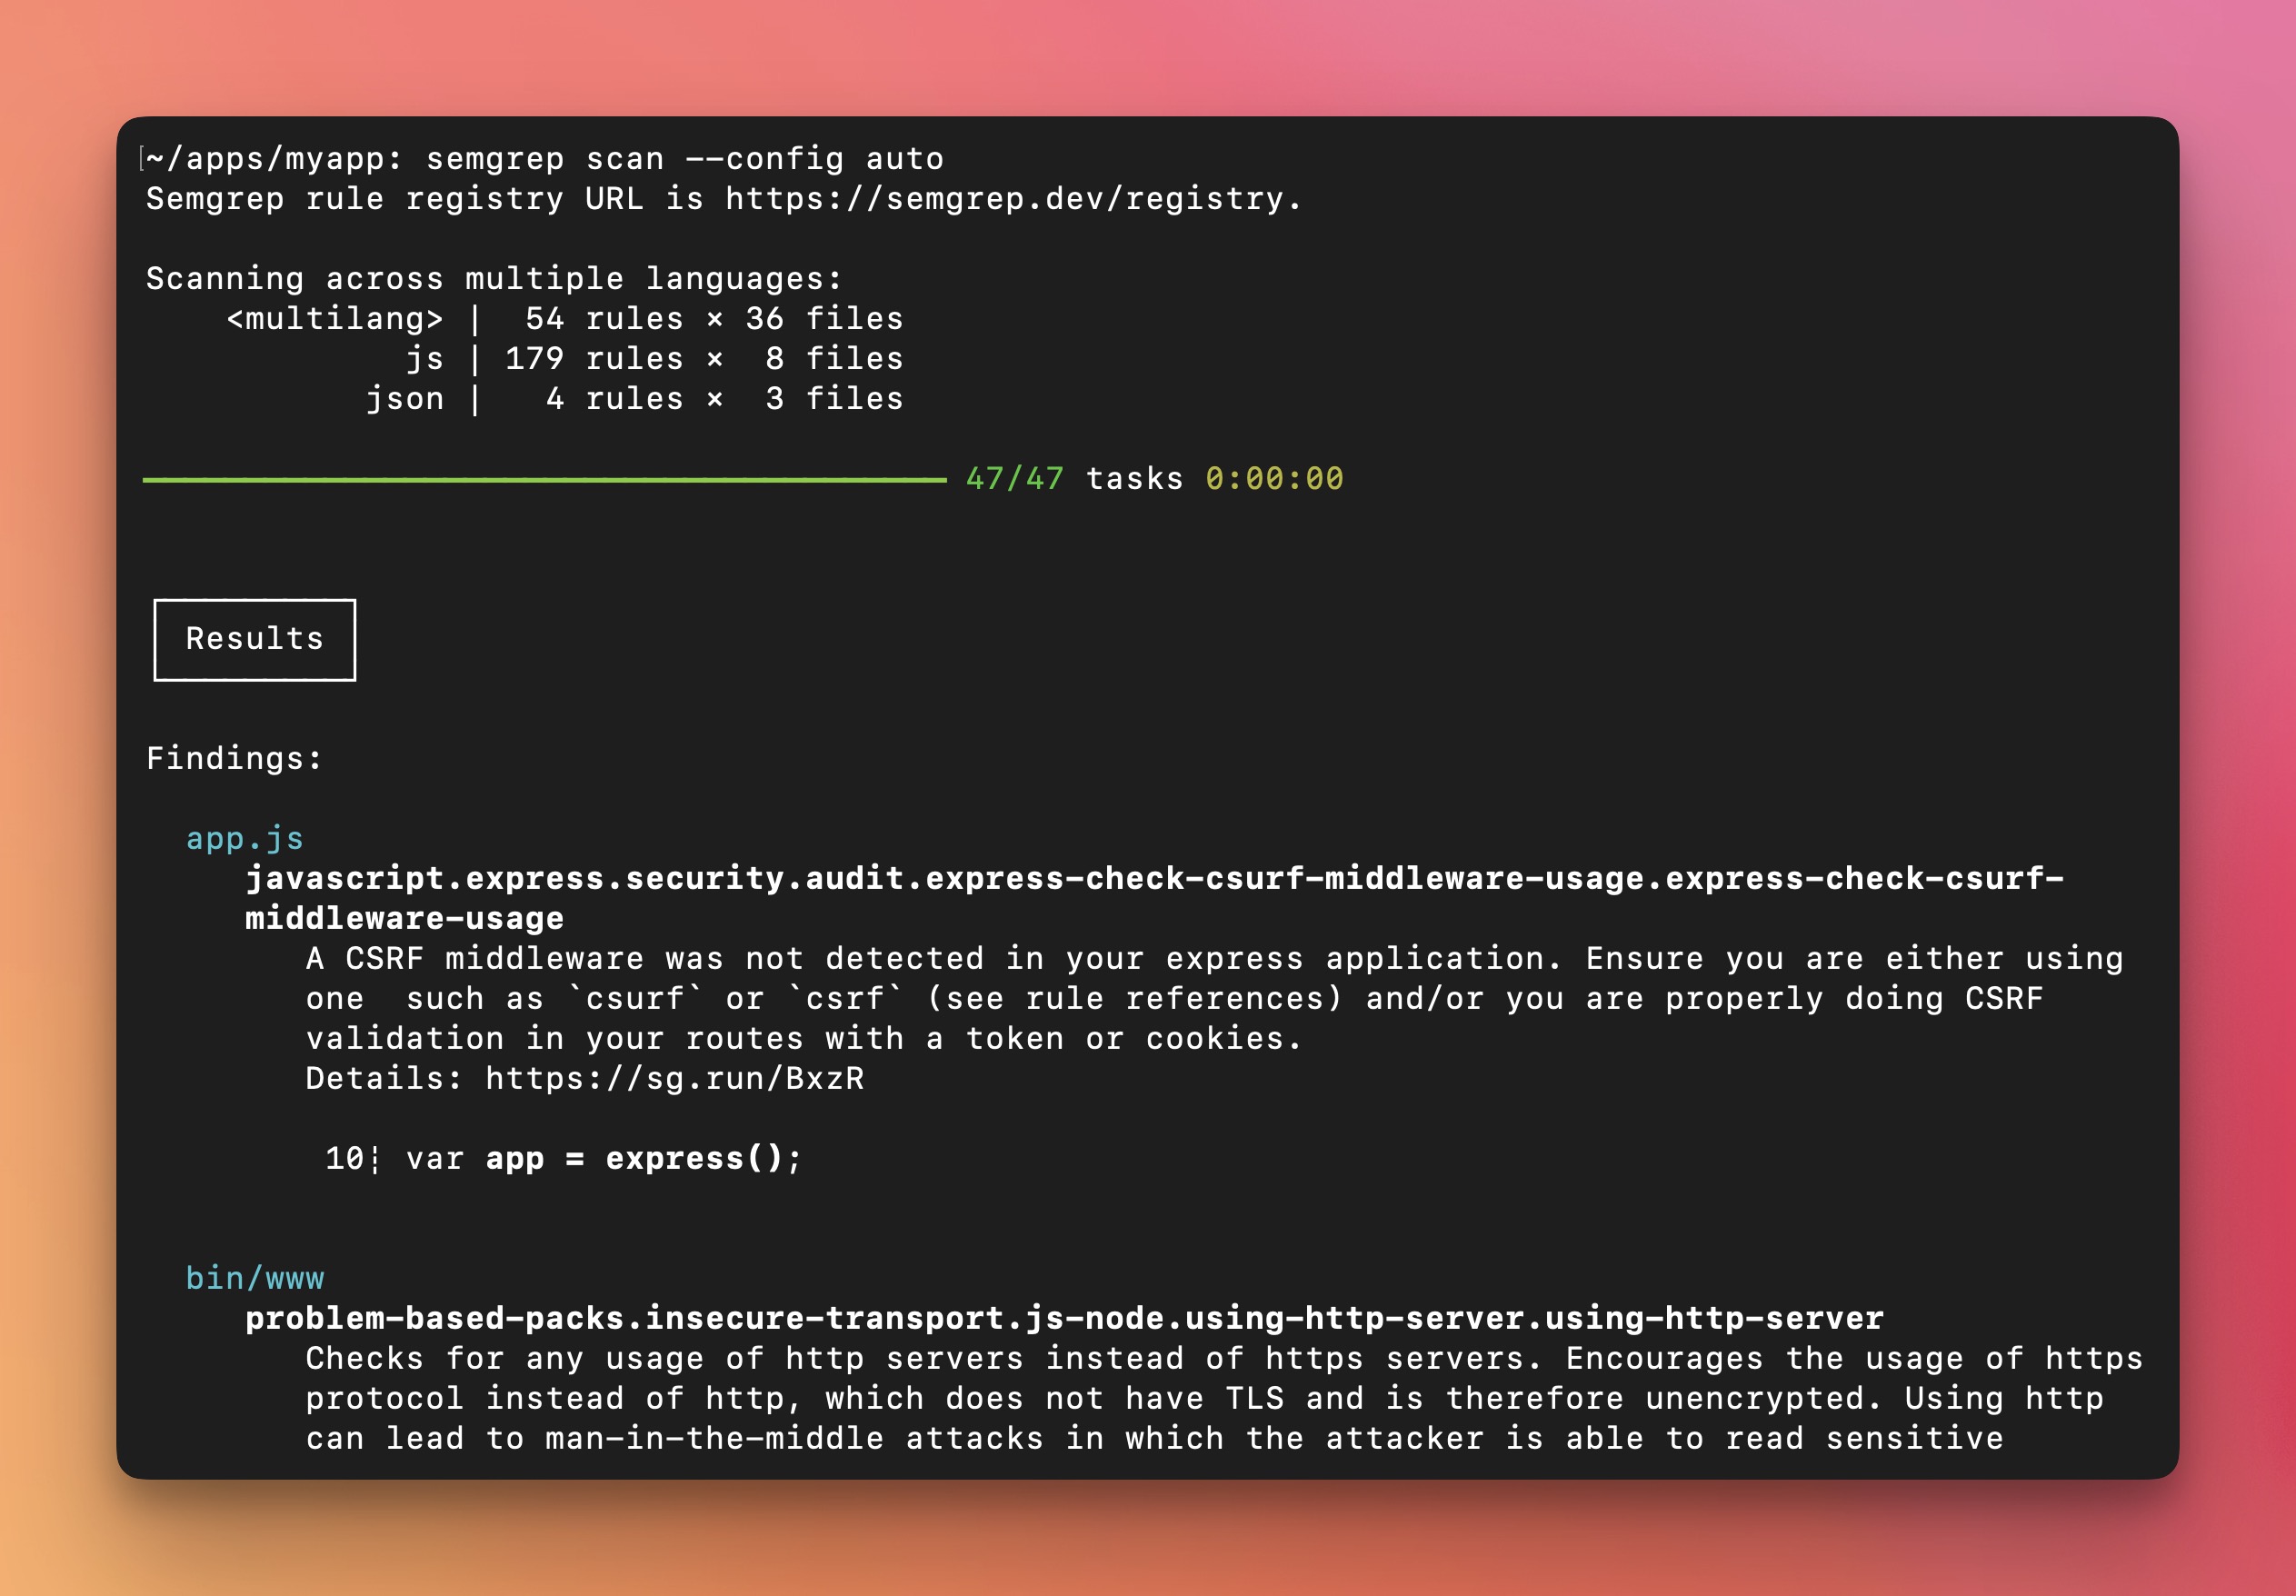 [~/apps/myapp: semgrep scan --config auto
Semgrep rule registry URL is https://semgrep.dev/registry.
Scanning across multiple languages:
<multilang> | 54 rules × 36 files
js | 179 rules × 8 files
json | 4 rules × 3 files
47/47 tasks 0:00:00
Results
Findings:
app.js
javascript.express.security.audit.express-check-csurf-middleware-usage.express-check-csurf-
middleware-usage
A CSRF middleware was not detected in your express application. Ensure you are either using
one  such as `csurf` or `csrf` (see rule references) and/or you are properly doing CSRF
validation in your routes with a token or cookies.
Details: https://sg.run/BxzR
10¦ var app = express();
bin/www
problem-based-packs.insecure-transport.js-node.using-http-server.using-http-server
Checks for any usage of http servers instead of https servers. Encourages the usage of https
protocol instead of http, which does not have TLS and is therefore unencrypted. Using http
can lead to man-in-the-middle attacks in which the attacker is able to read sensitive